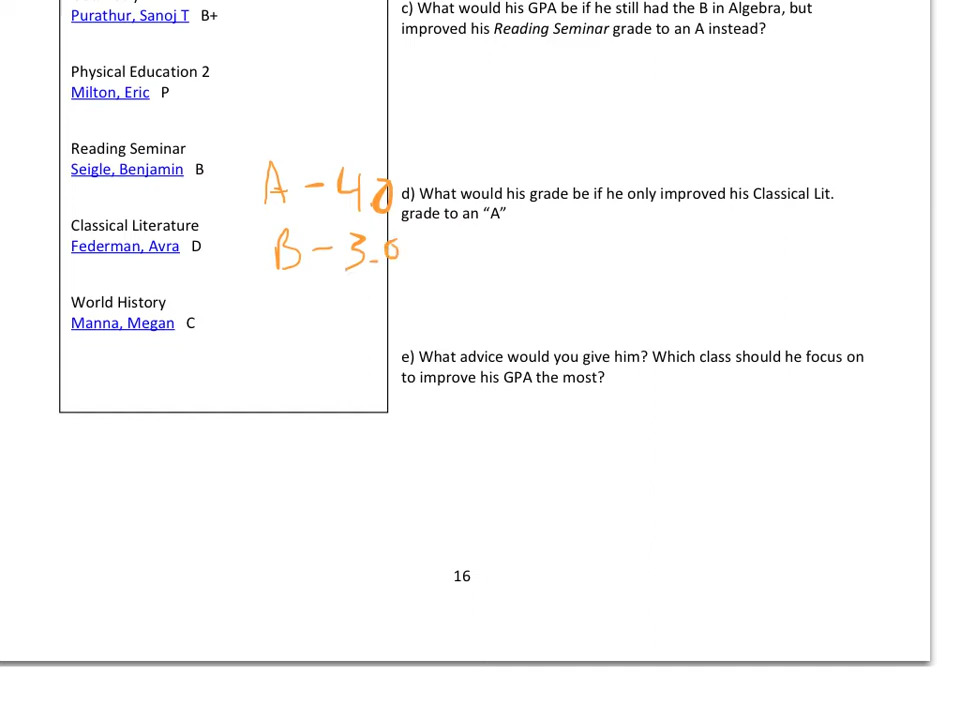 Purathur, Sanoj T B+
Physical Education 2
Milton, Eric P
Reading Seminar
Seigle, Benjamin B
Classical Literature
Federman, Avra D
World History
Manna, Megan C
A - 4.0
B - 3.0
c) What would his GPA be if he still had the B in Algebra, but
improved his Reading Seminar grade to an A instead?
d) What would his grade be if he only improved his Classical Lit.
grade to an “A”
e) What advice would you give him? Which class should he focus on
to improve his GPA the most?
16